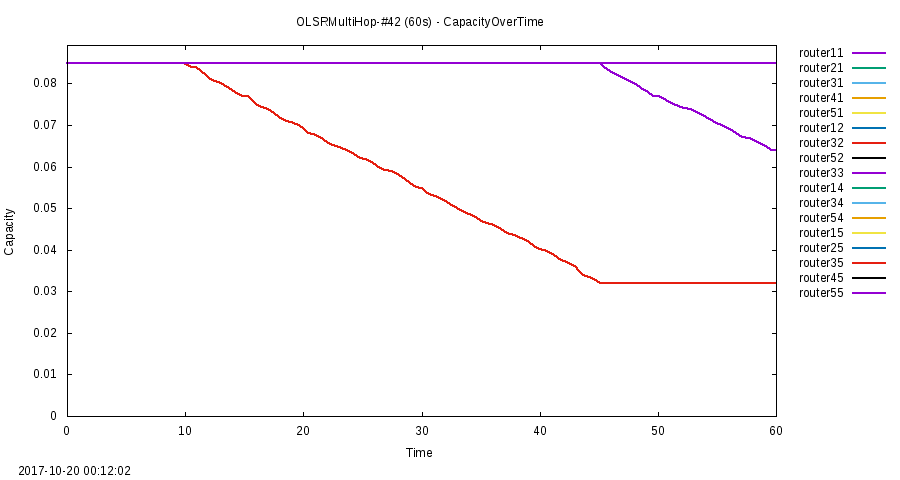 OLSRMultiHop-#42 (60s) - CapacityOverTime
router11
router21
router31
router41
router51
router12
router32
router52
router33
router14
router34
router54
router15
router25
router35
router45
router55
0.08
0.07
0.06
0.05
0.04
0.03
0.02
0.01
0
Capacity
0 10 20 30 40 50 60
Time
2017-10-20 00:12:02